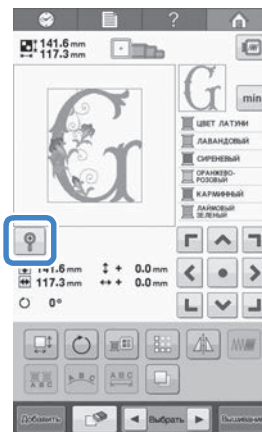 ?
141.6 mm
117.3 mm
G
G
min
ЦВЕТ ЛАТУНИ
ЛАВАНДОВЫЙ
СИРЕНЕВЫЙ
ОРАНЖЕВО-
РОЗОВЫЙ
КАРМИННЫЙ
ЛАЙМОВЫЙ
ЗЕЛЕНЫЙ
141.6 mm + 0.0 mm
117.3 mm + 0.0 mm
0°
A B C
A B C
A B C
Добавить
Выбрать
Вышивание